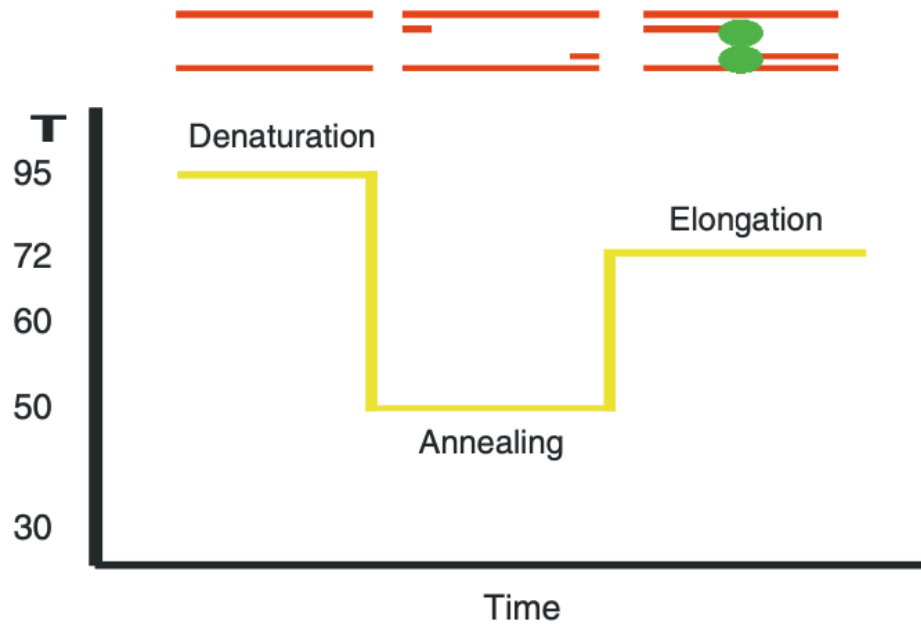 T
Denaturation
95
Elongation
72
60
50
Annealing
30
Time